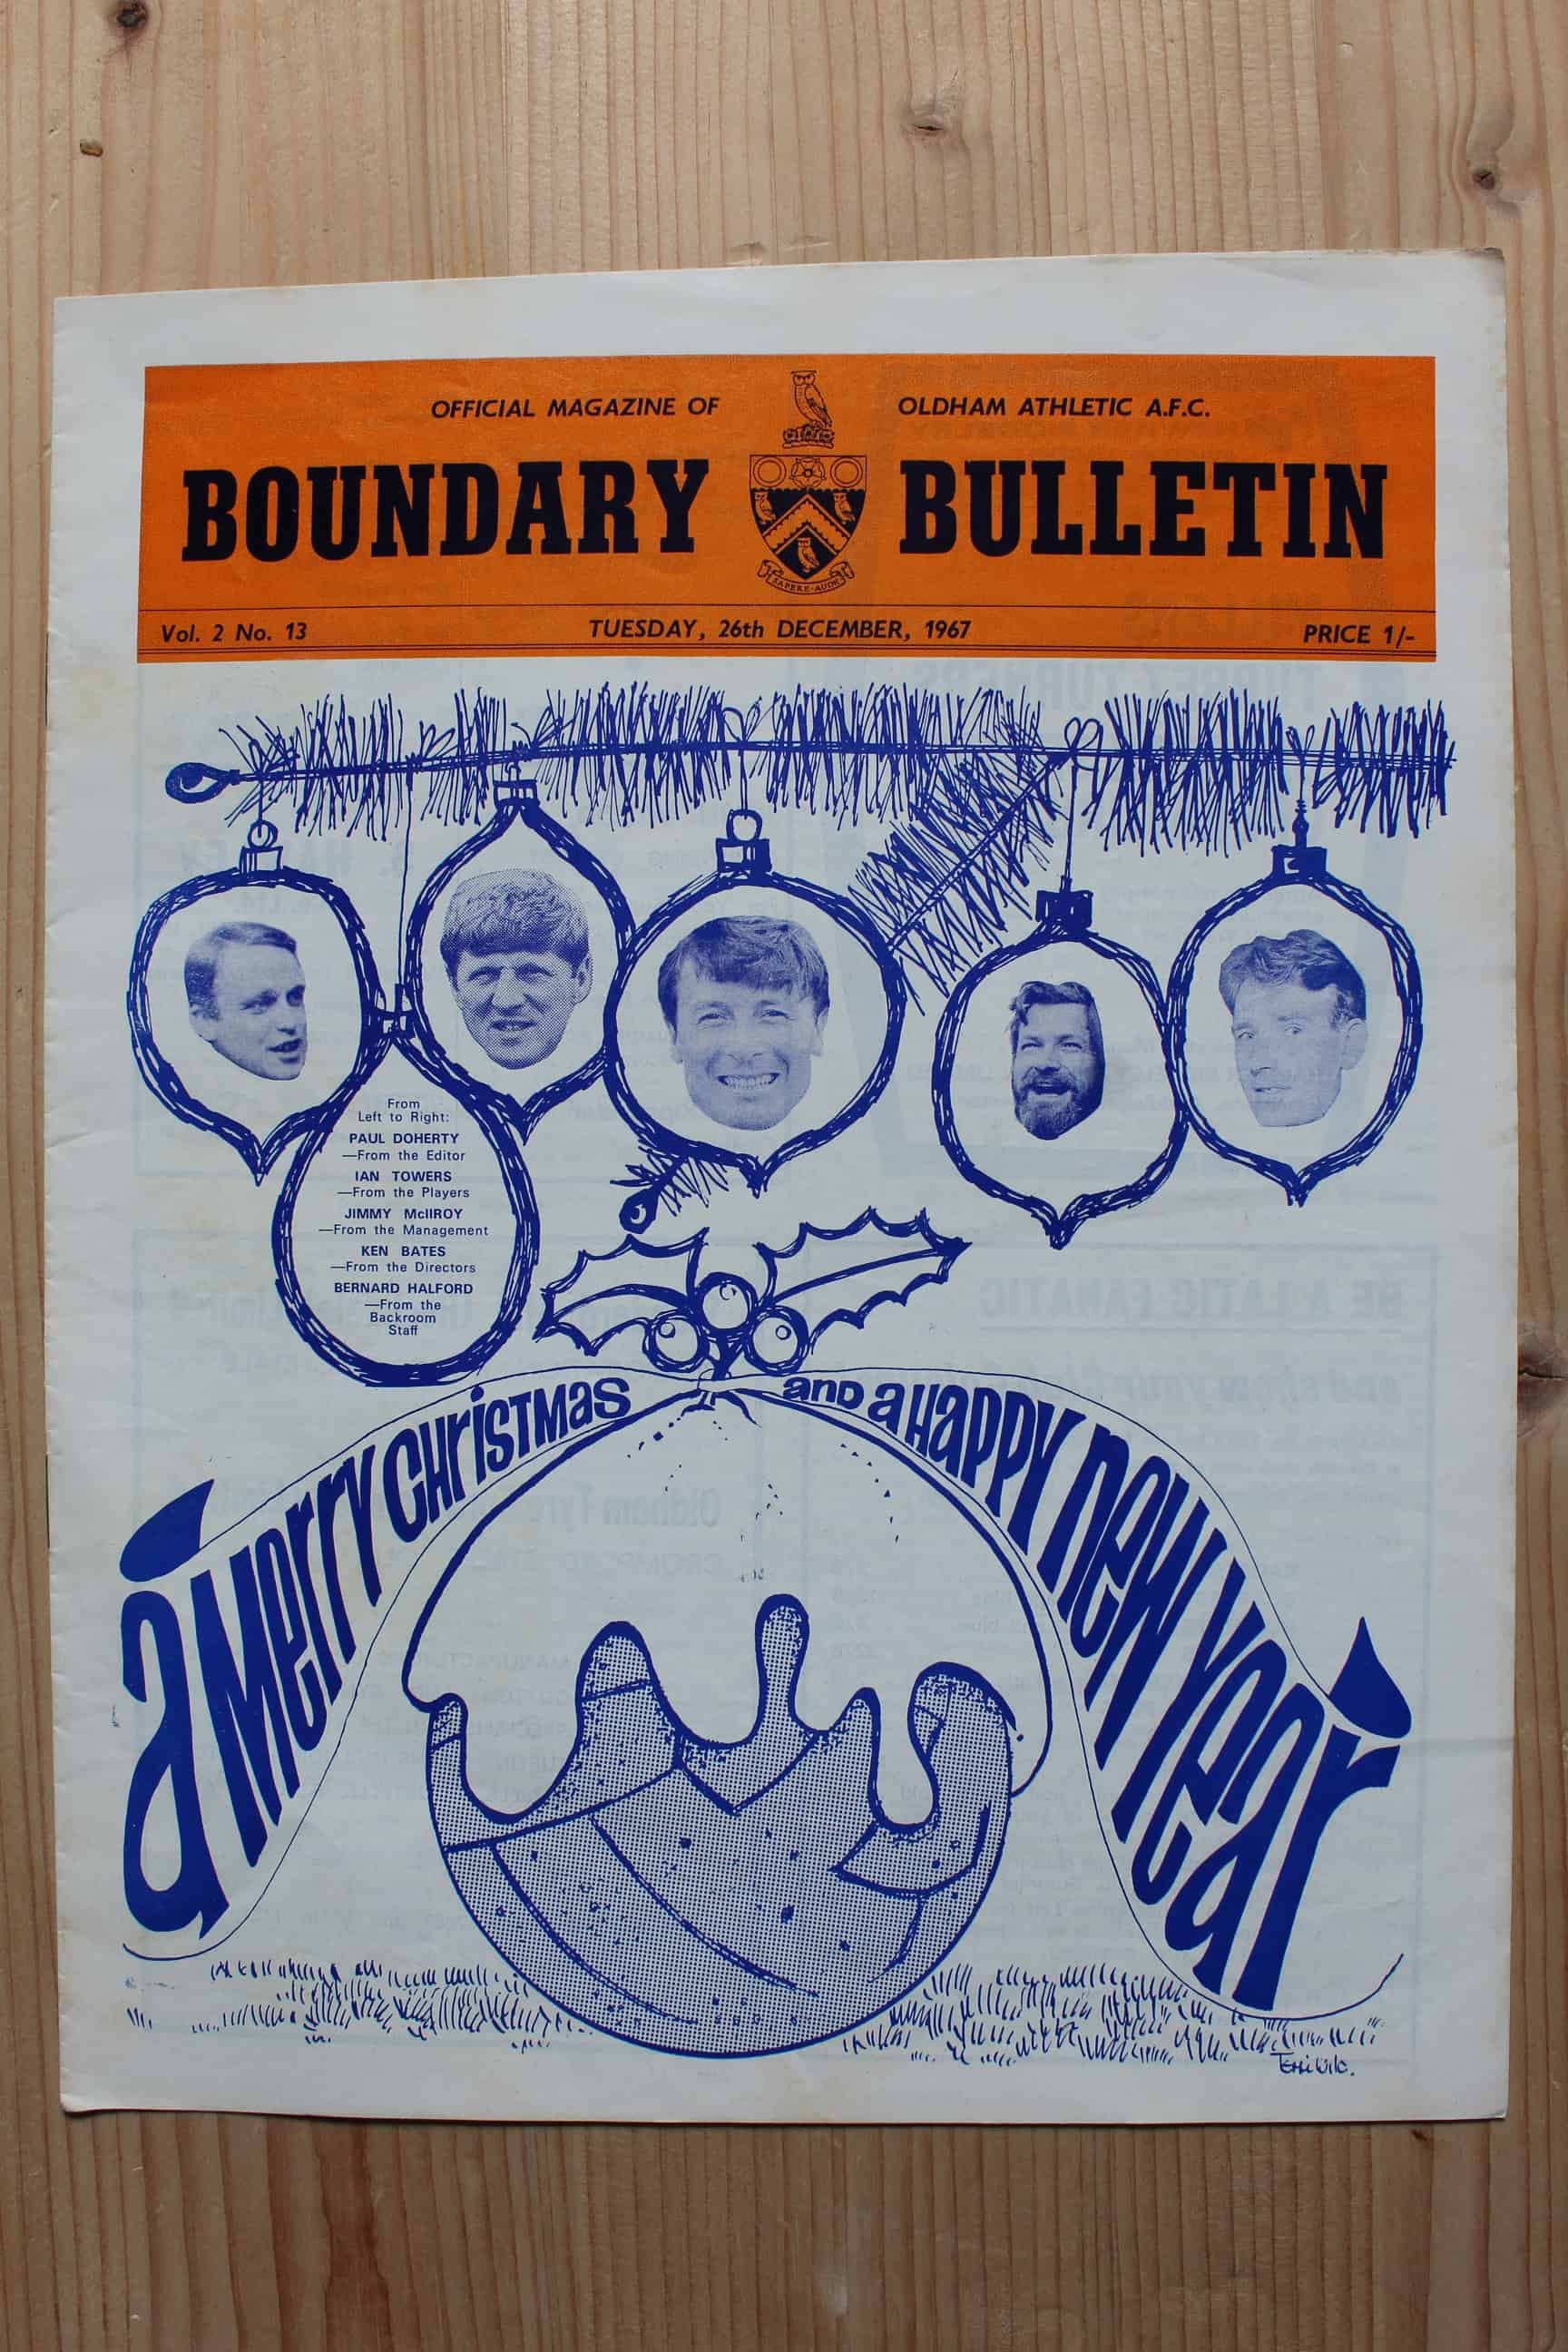 OFFICIAL MAGAZINE OF OLDHAM ATHLETIC A.F.C.
BOUNDARY BULLETIN
SAPERE-AUDE
Vol. 2 No. 13 TUESDAY, 26th DECEMBER, 1967 PRICE 1/-
From
Left to Right:
PAUL DOHERTY
—From the Editor
IAN TOWERS
—From the Players
JIMMY McIlROY
—From the Management
KEN BATES
—From the Directors
BERNARD HALFORD
—From the
Backroom
Staff
a Merry CHristmas and a Happy new year